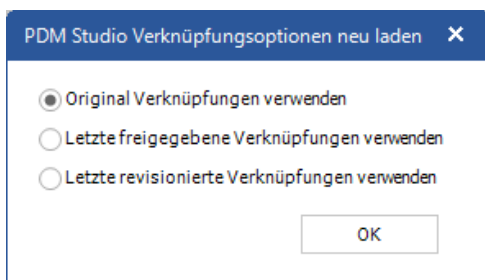 PDM Studio Verknüpfungsoptionen neu laden
Original Verknüpfungen verwenden
Letzte freigegebene Verknüpfungen verwenden
Letzte revisionierte Verknüpfungen verwenden
OK